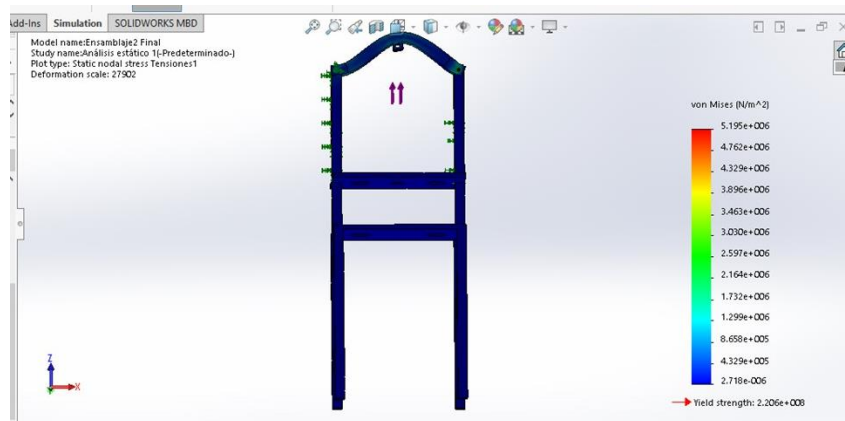 dd-Ins Simulation SOLIDWORKS MBD
Model name:Ensamblaje2 Final
Study name:Análisis estático 1(-Predeterminado-)
Plot type: Static nodal stress Tensiones1
Deformation scale: 27902
von Mises (N/m^2)
5.195e+006
4.762e+006
4.329e+006
3.896e+006
3.463e+006
3.030e+006
2.597e+006
2.164e+006
1.732e+006
1.299e+006
8.658e+005
4.329e+005
2.718e-006
Yield strength: 2.206e+008
Z
X